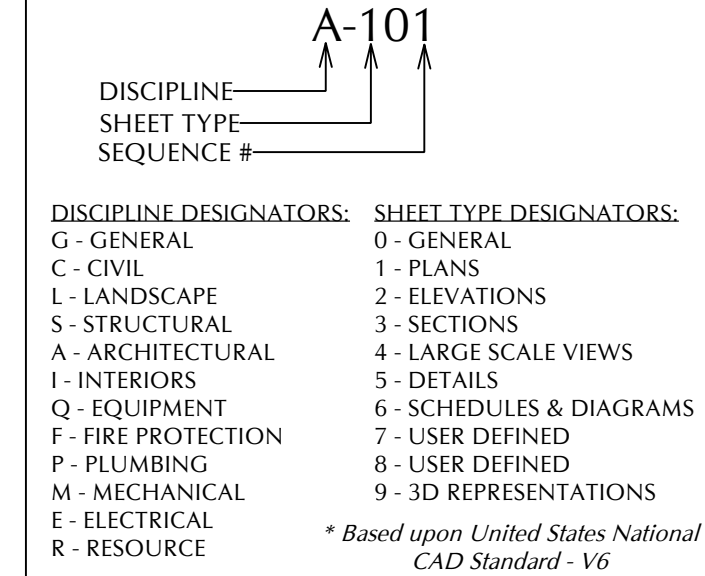 A-101
DISCIPLINE
SHEET TYPE
SEQUENCE #
DISCIPLINE DESIGNATORS:
G - GENERAL
C - CIVIL
L - LANDSCAPE
S - STRUCTURAL
A - ARCHITECTURAL
I - INTERIORS
Q - EQUIPMENT
F - FIRE PROTECTION
P - PLUMBING
M - MECHANICAL
E - ELECTRICAL
R - RESOURCE
SHEET TYPE DESIGNATORS:
0 - GENERAL
1 - PLANS
2 - ELEVATIONS
3 - SECTIONS
4 - LARGE SCALE VIEWS
5 - DETAILS
6 - SCHEDULES & DIAGRAMS
7 - USER DEFINED
8 - USER DEFINED
9 - 3D REPRESENTATIONS
* Based upon United States National
CAD Standard - V6